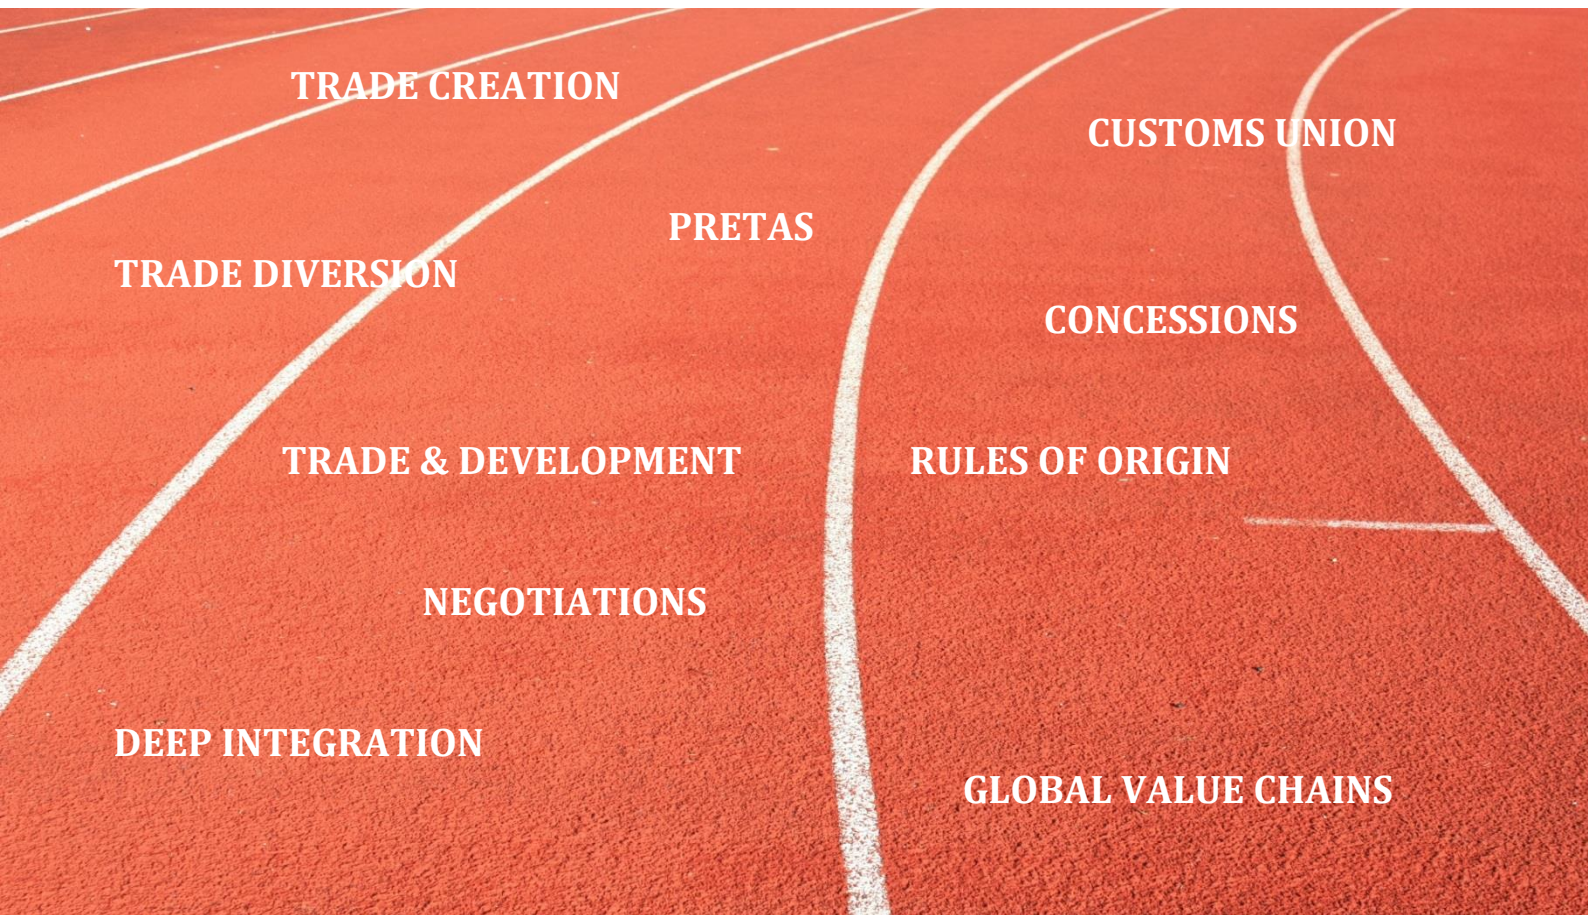 TRADE CREATION
CUSTOMS UNION
PRETAS
TRADE DIVERSION
CONCESSIONS
TRADE & DEVELOPMENT
RULES OF ORIGIN
NEGOTIATIONS
DEEP INTEGRATION
GLOBAL VALUE CHAINS